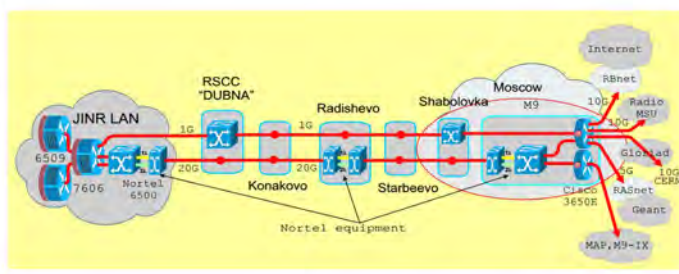 Internet
RSCC
"DUBNA"
Moscow
M9
RBnet
JINR LAN
Radishevo
Shabolovka
10G
Radio
MSU
1G
1G
10G
6509
7606
Nortel
6500
20G
Konakovo
20G
Starbeevo
Cisco
3650E
Gloriad
5G
10G
CERN
RASnet
Geant
Nortel equipment
MAP, M9-IX